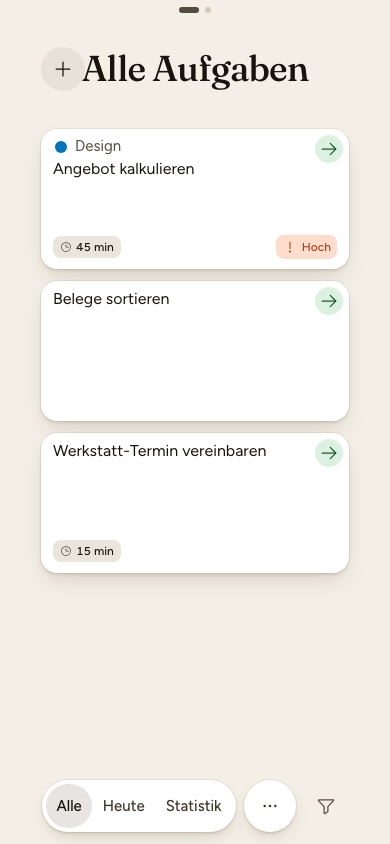 Alle Aufgaben
Design
Angebot kalkulieren
45 min
Hoch
Belege sortieren
Werkstatt-Termin vereinbaren
15 min
Alle Heute Statistik